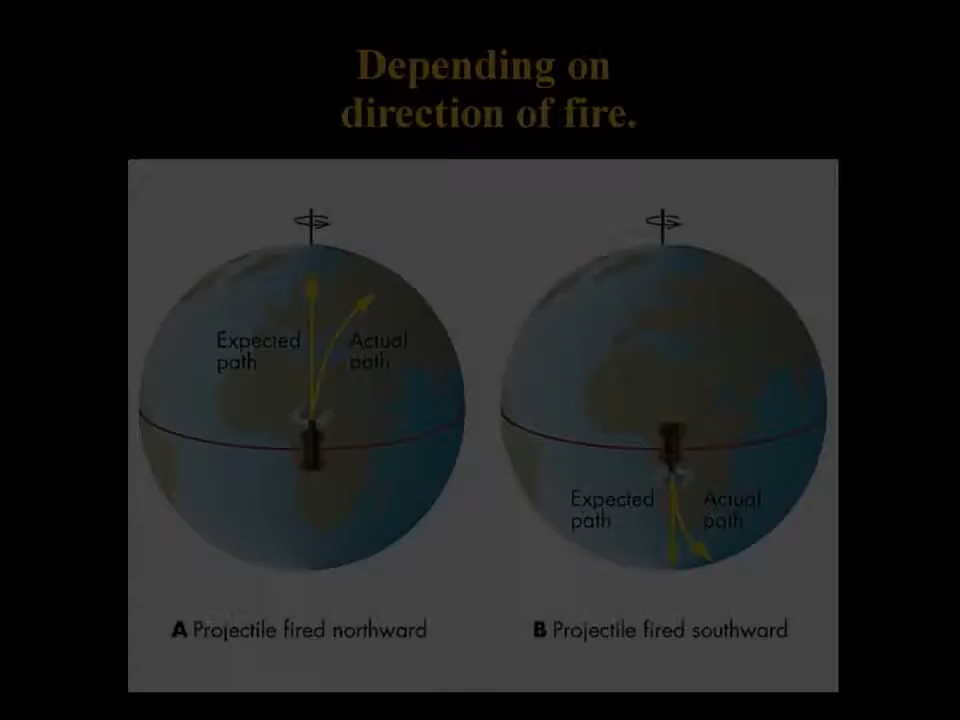 Depending on
direction of fire.
Expected
path
Actual
path
Expected
path
Actual
path
A Projectile fired northward
B Projectile fired southward